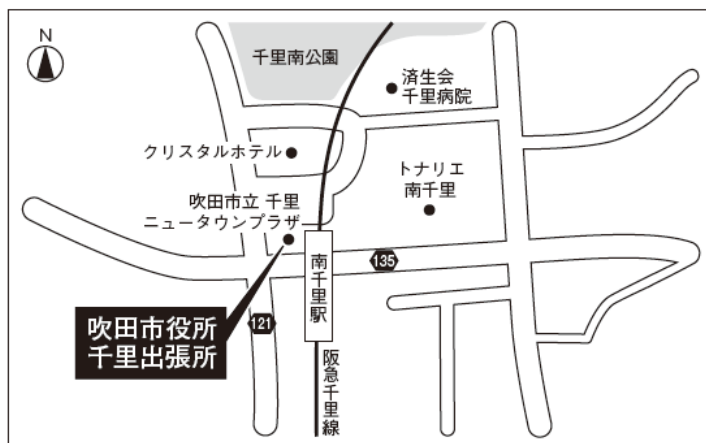 N
千里南公園
済生会
千里病院
クリスタルホテル
トナリエ
南千里
吹田市立 千里
ニュータウンプラザ
135
南千里駅
121
吹田市役所
千里出張所
阪急千里線